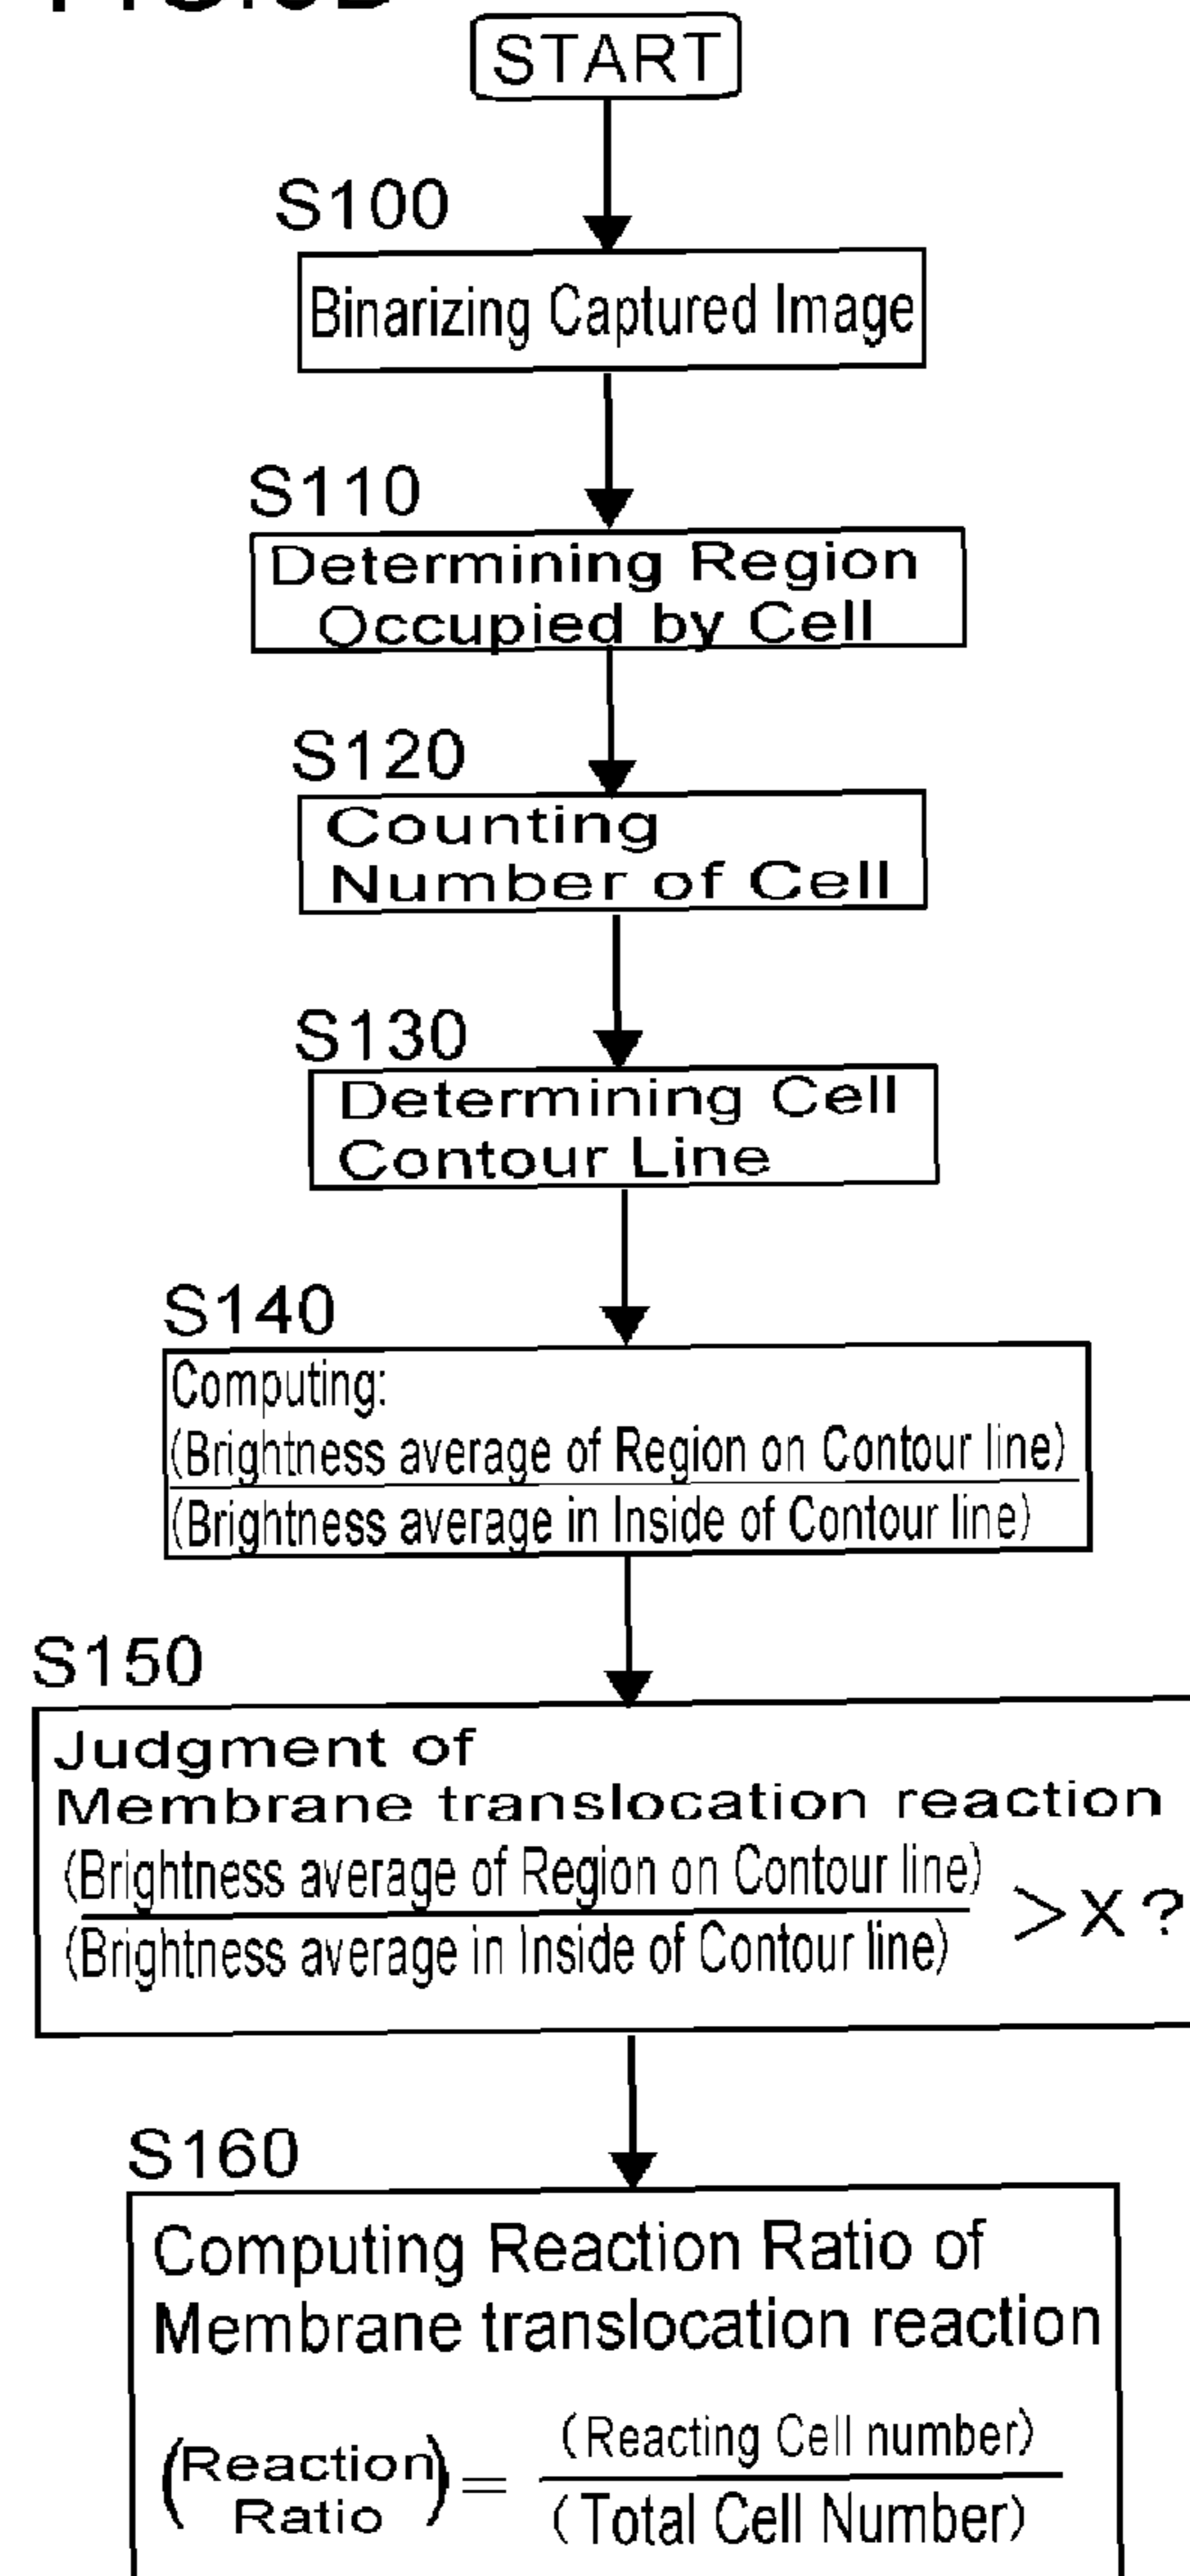 START
S100
Binarizing Captured Image
S110
Determining Region
Occupied by Cell
S120
Counting
Number of Cell
S130
Determining Cell
Contour Line
S140
Computing:
(Brightness average of Region on Contour line)
(Brightness average in Inside of Contour line)
S150
Judgment of
Membrane translocation reaction
(Brightness average of Region on Contour line)
(Brightness average in Inside of Contour line)
>X?
S160
Computing Reaction Ratio of
Membrane translocation reaction
(Reaction Ratio) =
(Reacting Cell number)
(Total Cell Number)